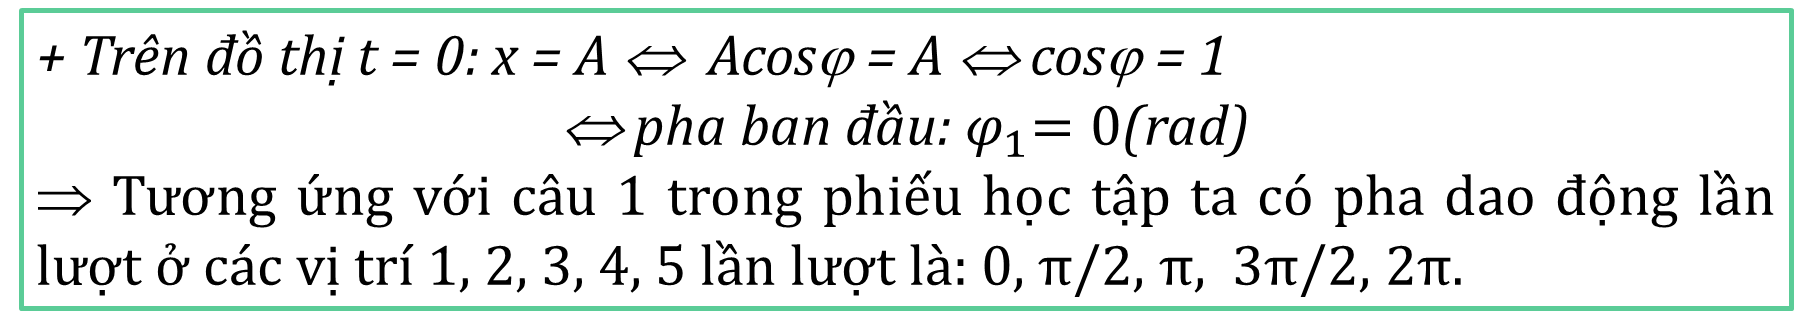 + Trên đồ thị t = 0: x = A ⇔ Acosφ = A ⇔ cosφ = 1
⇔ pha ban đầu: φ₁ = 0(rad)
⇒ Tương ứng với câu 1 trong phiếu học tập ta có pha dao động lần
lượt ở các vị trí 1, 2, 3, 4, 5 lần lượt là: 0, π/2, π, 3π/2, 2π.